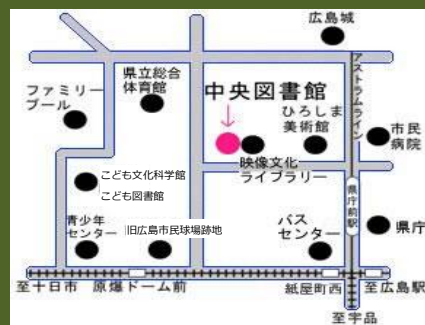 広島城
アストラムライン
県立総合
体育館
中央図書館
ファミリー
プール
ひろしま
美術館
市民
病院
映像文化
ライブラリー
こども文化科学館
こども図書館
県庁前駅
青少年
センター
旧広島市民球場跡地
バス
センター
県庁
至十日市
原爆ドーム前
紙屋町西
至広島駅
至宇品